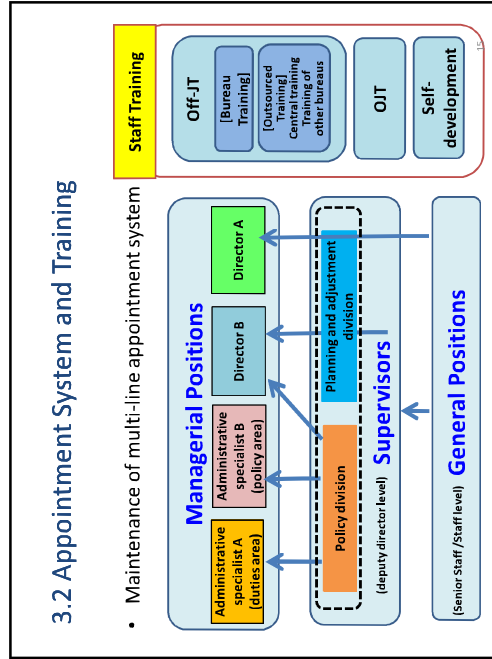 3.2 Appointment System and Training
• Maintenance of multi-line appointment system
Managerial Positions
Administrative
specialist A
(duties area)
Administrative
specialist B
(policy area)
Director B
Director A
Policy division
Planning and adjustment
division
Supervisors
(deputy director level)
General Positions
(Senior Staff /Staff level)
Staff Training
Off-JT
[Bureau
Training]
[Outsourced
Training]
Central training
Training of
other bureaus
OJT
Self-
development
15